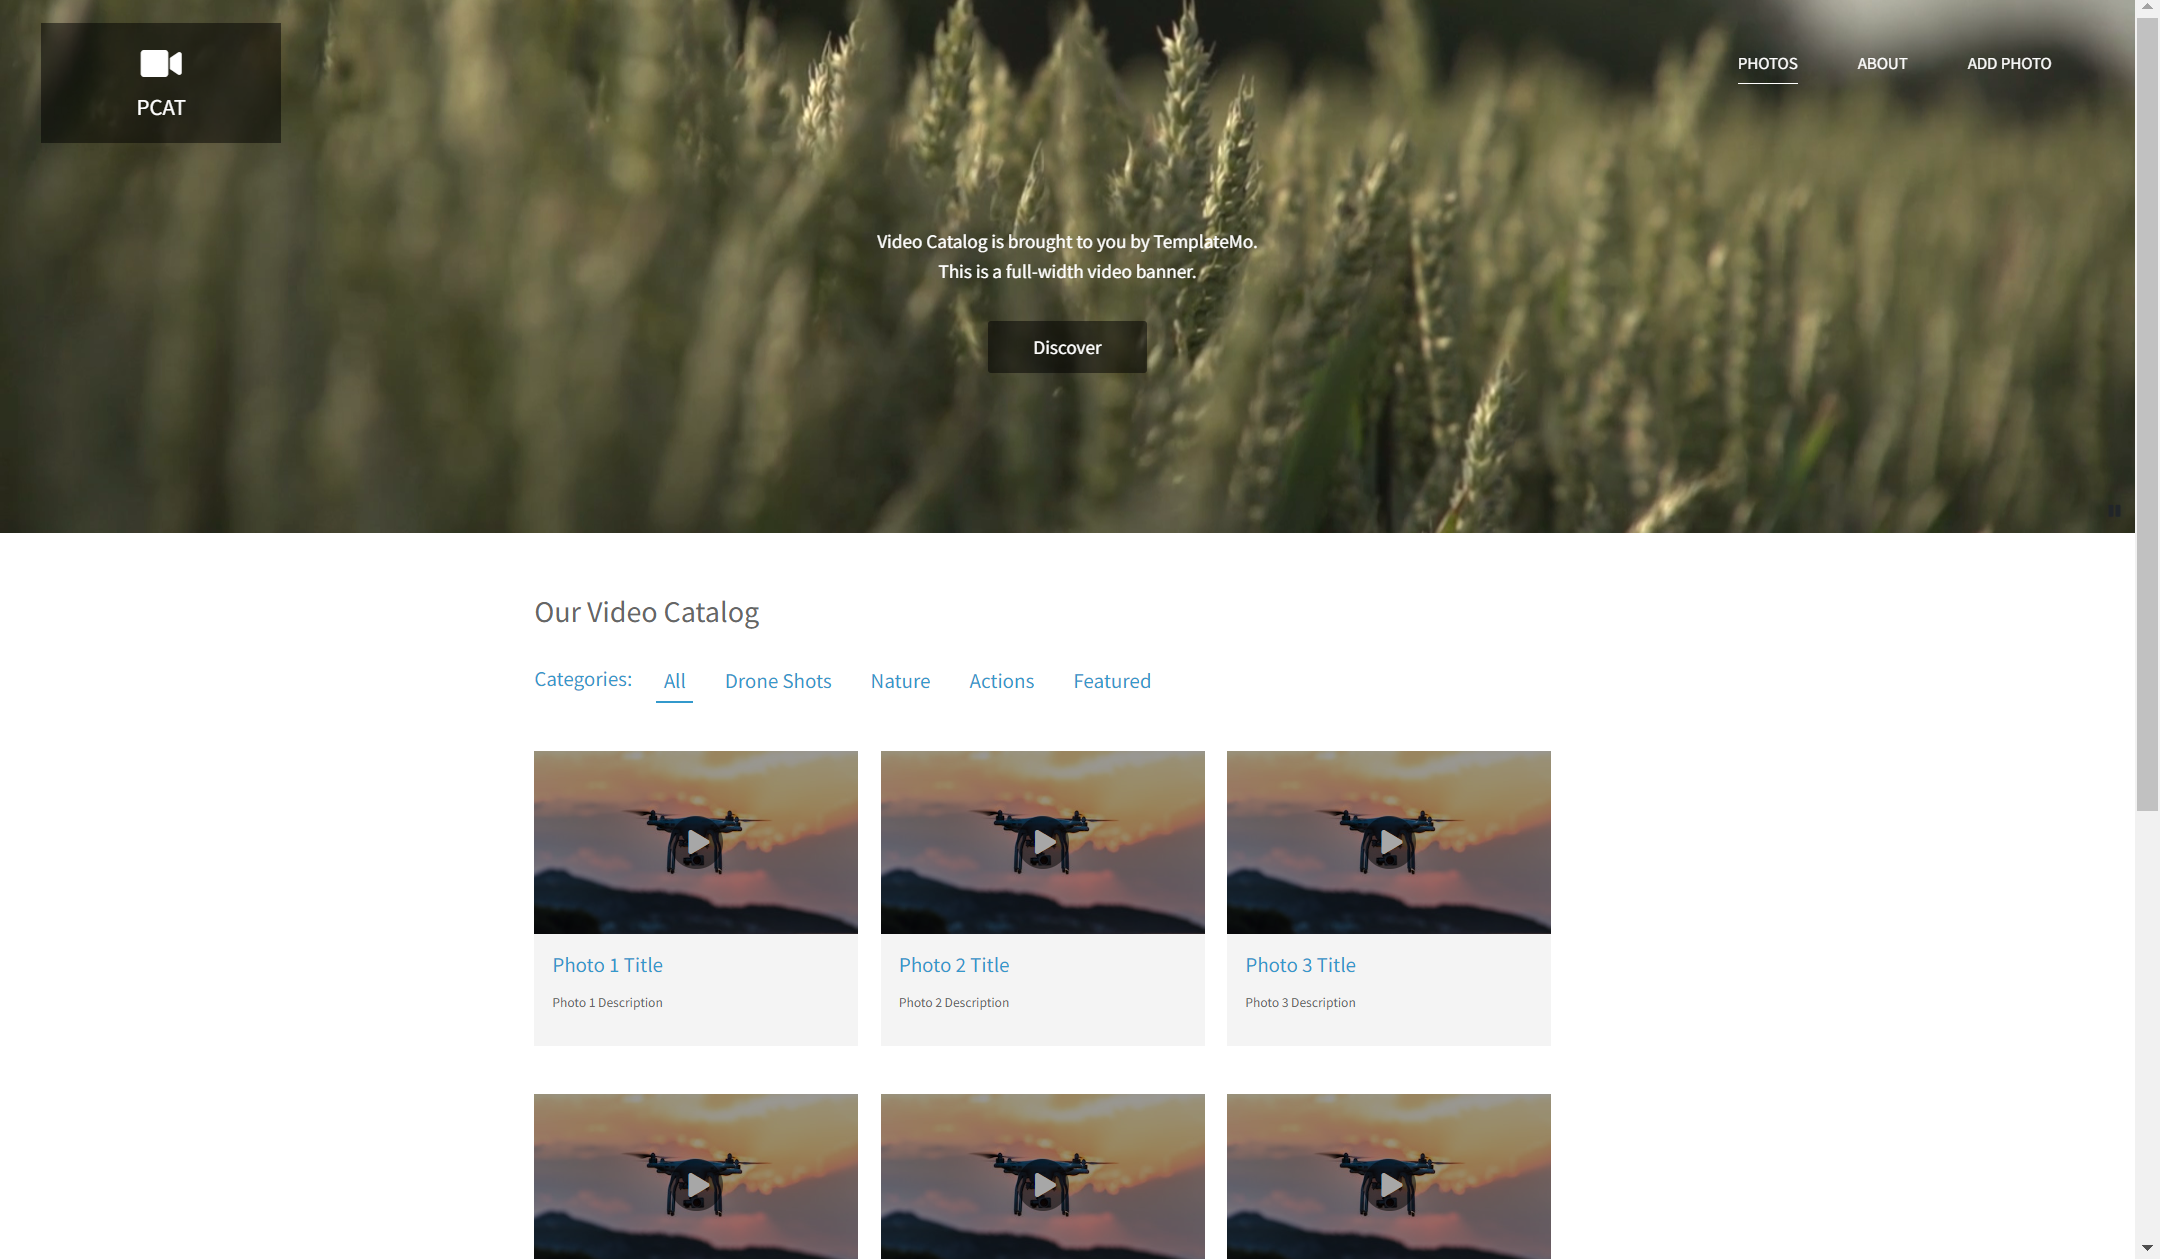 PCAT
PHOTOS
ABOUT
ADD PHOTO
Video Catalog is brought to you by TemplateMo.
This is a full-width video banner.
Discover
Our Video Catalog
Categories:
All
Drone Shots
Nature
Actions
Featured
Photo 1 Title
Photo 1 Description
Photo 2 Title
Photo 2 Description
Photo 3 Title
Photo 3 Description